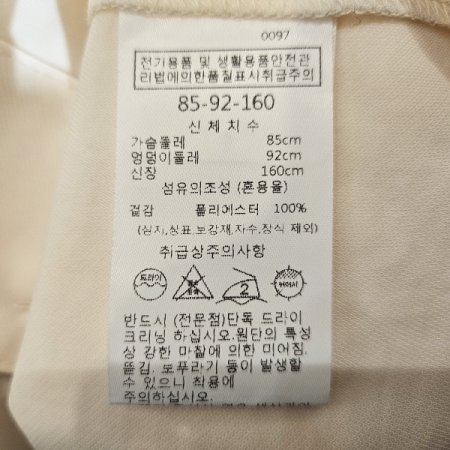 0097
전기용품 및 생활용품안전관
리법에의한품질표시취급주의
85-92-160
신체치수
가슴둘레 85cm
엉덩이둘레 92cm
신장 160cm
섬유의조성 (혼용율)
겉감 폴리에스터 100%
(심지,상표,보강재,자수,장식 제외)
취급상주의사항
드라이
2
반드시 (전문점)단독 드라이
크리닝 하십시오.원단의 특성
상 강한 마찰에 의한 미어짐.
뜯김. 보푸라기 등이 발생할
수 있으니 착용에
주의하십시오.